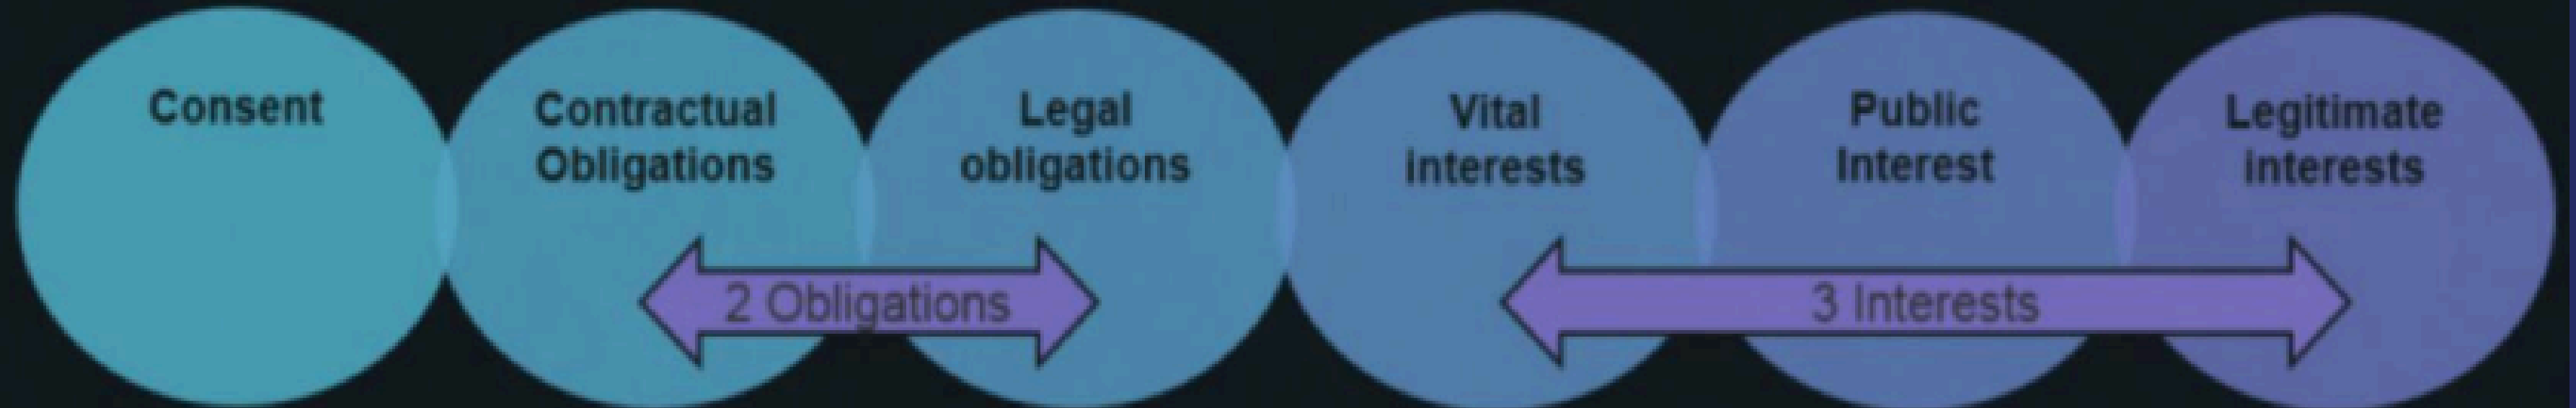 Consent
Contractual
Obligations
Legal
obligations
Vital
interests
Public
Interest
Legitimate
interests
2 Obligations
3 Interests